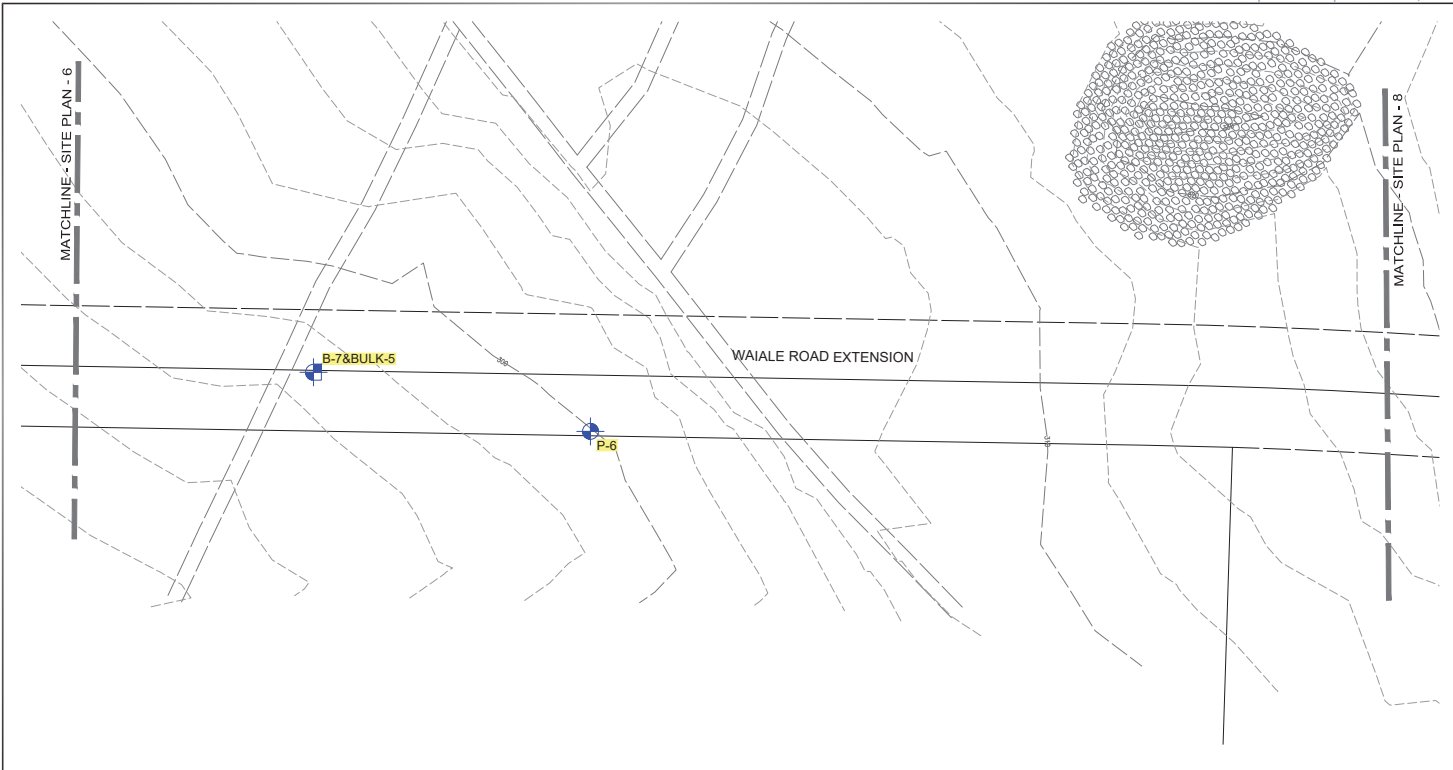 MATCHLINE - SITE PLAN - 6
MATCHLINE - SITE PLAN - 8
WAIALE ROAD EXTENSION
B-7&BULK-5
P-6